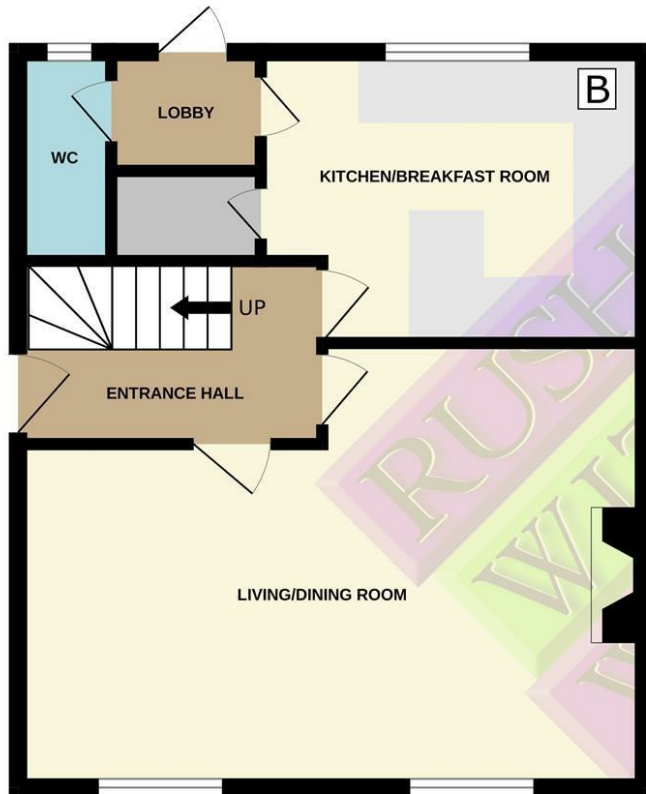 B
LOBBY
WC
KITCHEN/BREAKFAST ROOM
UP
ENTRANCE HALL
RUSH
LIVING/DINING ROOM